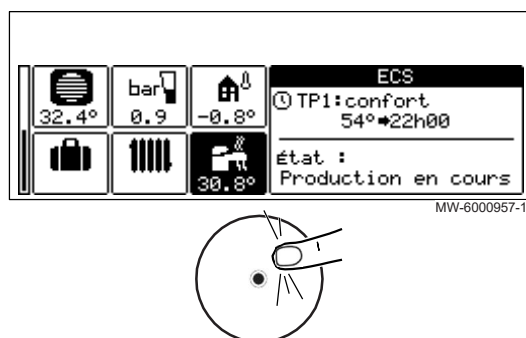 ECS
bar
TP1:confort
32.4°
0.9
-0.8°
54°➡22h00
État :
30.8°
Production en cours
MW-6000957-1